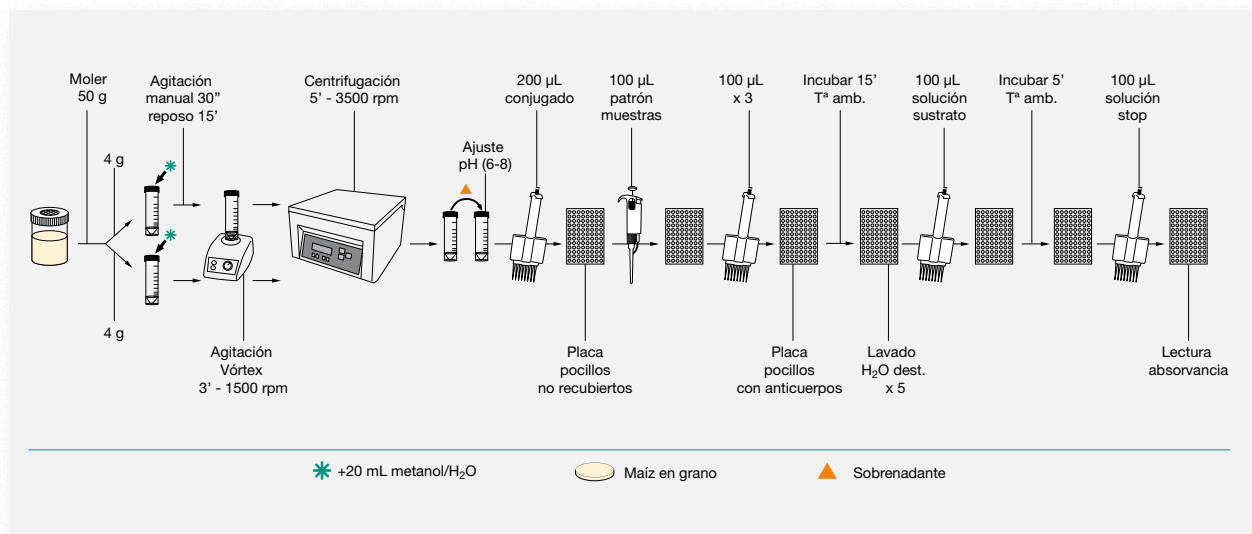 Moler
50 g
Agitación
manual 30”
reposo 15’
Centrifugación
5’ - 3500 rpm
200 µL
conjugado
100 µL
patrón
muestras
100 µL
x 3
Incubar 15’
Tª amb.
100 µL
solución
sustrato
Incubar 5’
Tª amb.
100 µL
solución
stop
Ajuste
pH (6-8)
4 g
4 g
Agitación
Vórtex
3’ - 1500 rpm
Placa
pocillos
no recubiertos
Placa
pocillos
con anticuerpos
Lavado
H₂O dest.
x 5
Lectura
absorvancia
+20 mL metanol/H₂O
Maíz en grano
Sobrenadante